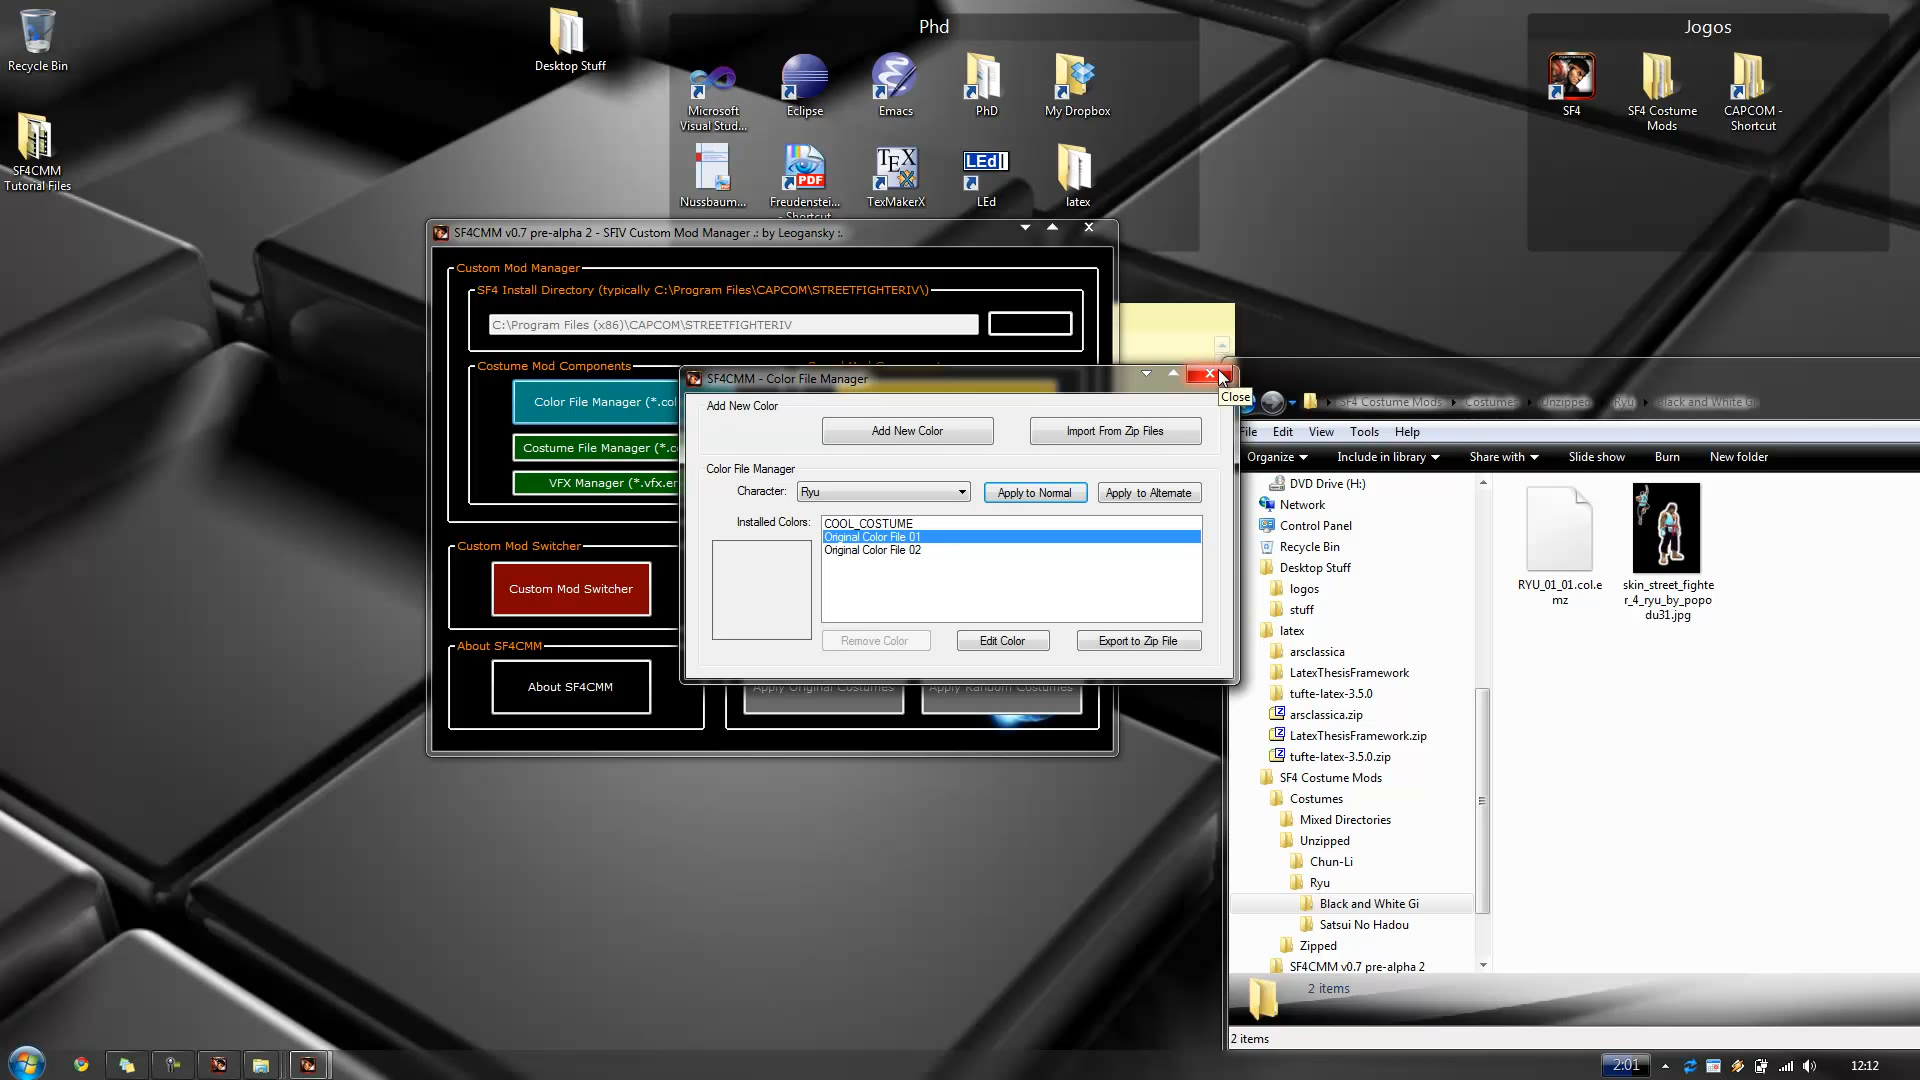 Phd
Jogos
Recycle Bin
Desktop Stuff
Microsoft
Visual Stud...
Eclipse
Emacs
PhD
My Dropbox
SF4
SF4 Costume
Mods
CAPCOM -
Shortcut
SF4CMM
Tutorial Files
PDF
TEX
LEd
Nussbaum...
Freudenstei...
- Shortcut
TexMakerX
LEd
latex
SF4CMM v0.7 pre-alpha 2 - SFIV Custom Mod Manager .: by Leogansky :.
Custom Mod Manager
SF4 Install Directory (typically C:\Program Files\CAPCOM\STREETFIGHTERIV\)
C:\Program Files (x86)\CAPCOM\STREETFIGHTERIV
Costume Mod Components
Color File Manager (*.col
Costume File Manager (*.c
VFX Manager (*.vfx.er
Custom Mod Switcher
Custom Mod Switcher
About SF4CMM
About SF4CMM
Apply Original Costumes
Apply Random Costumes
SF4CMM - Color File Manager
Close
Add New Color
Add New Color
Import From Zip Files
Color File Manager
Character:
Ryu
Apply to Normal
Apply to Alternate
Installed Colors:
COOL_COSTUME
Original Color File 01
Original Color File 02
Remove Color
Edit Color
Export to Zip File
SF4 Costume Mods
Costumes
Unzipped
Ryu
Black and White Gi
File
Edit
View
Tools
Help
Organize
Include in library
Share with
Slide show
Burn
New folder
DVD Drive (H:)
Network
Control Panel
Recycle Bin
Desktop Stuff
logos
stuff
latex
arsclassica
LatexThesisFramework
tufte-latex-3.5.0
arsclassica.zip
LatexThesisFramework.zip
tufte-latex-3.5.0.zip
SF4 Costume Mods
Costumes
Mixed Directories
Unzipped
Chun-Li
Ryu
Black and White Gi
Satsui No Hadou
Zipped
SF4CMM v0.7 pre-alpha 2
RYU_01_01.col.e
mz
skin_street_fighte
r_4_ryu_by_popo
du31.jpg
2 items
2 items
2:01
12:12